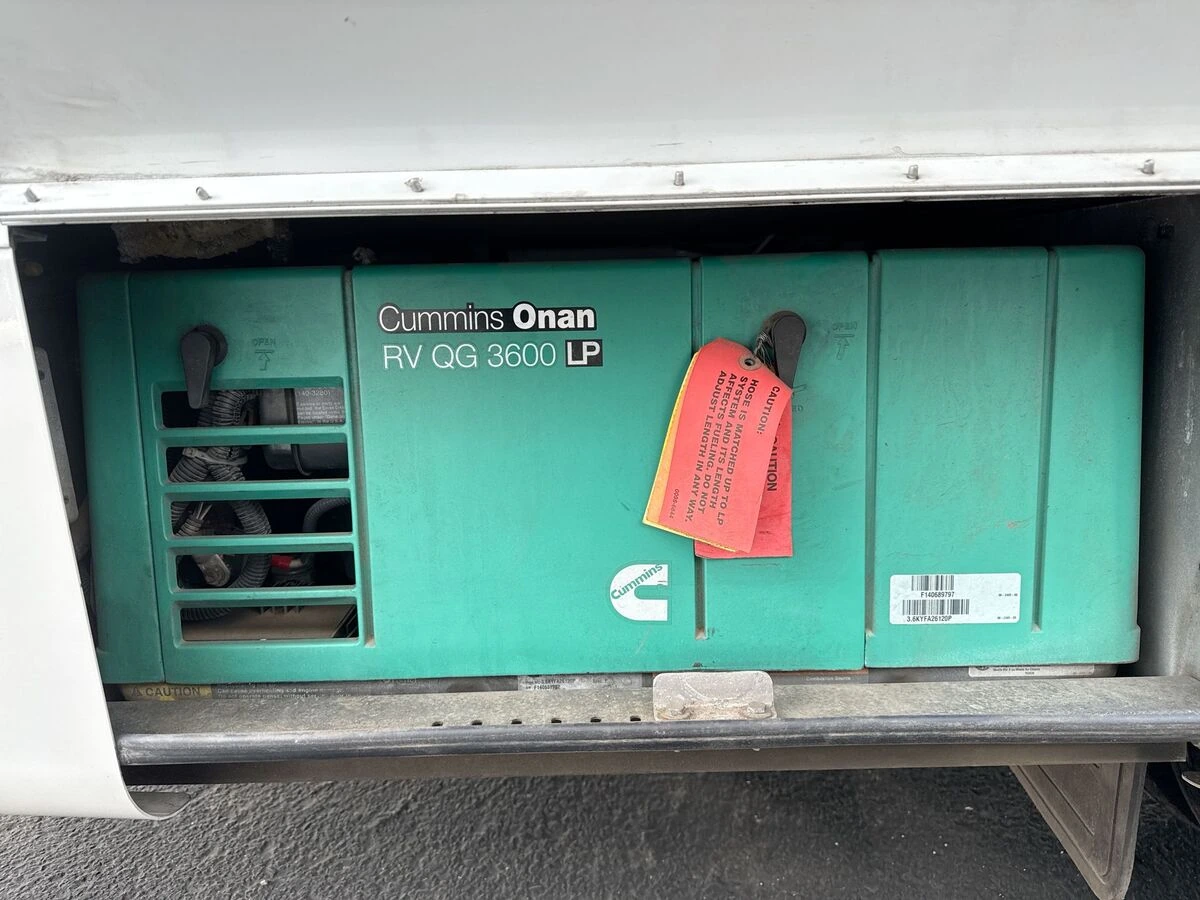 Cummins Onan
RV QG 3600 LP
OPEN
OPEN
CAUTION:
HOSE IS MATCHED UP TO LP
SYSTEM AND ITS LENGTH
AFFECTS FUELING. DO NOT
ADJUST LENGTH IN ANY WAY.
CAUTION
Cummins
F140689797
3.6KYFA26120P
CAUTION
F140689797